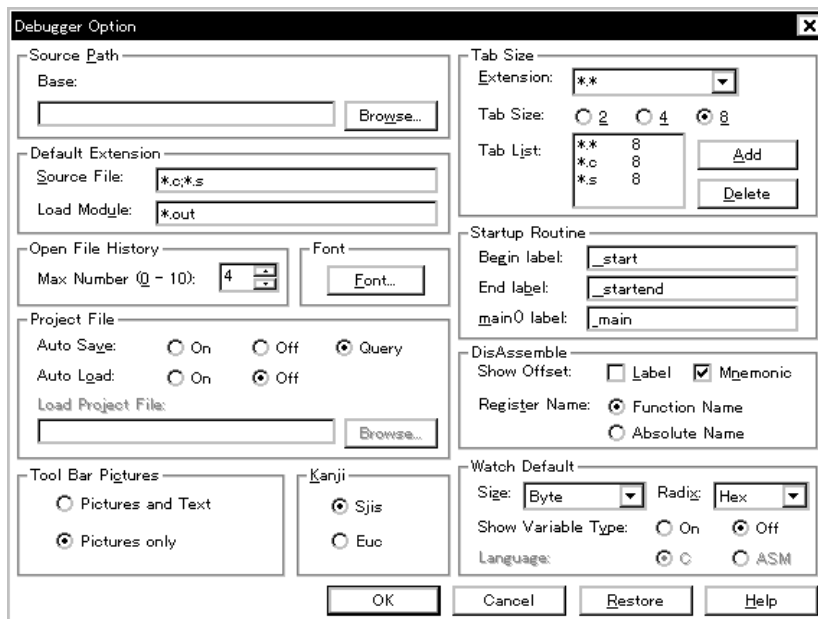 Debugger Option
Source Path
Base:
Browse...
Default Extension
Source File: *.c;*.s
Load Module: *.out
Open File History
Max Number (0 - 10): 4
Font
Font...
Project File
Auto Save: On Off Query
Auto Load: On Off
Load Project File:
Browse...
Tool Bar Pictures
Pictures and Text
Pictures only
Kanji
Sjis
Euc
Tab Size
Extension: *.*
Tab Size: 2 4 8
Tab List:
*.* 8
*.c 8
*.s 8
Add
Delete
Startup Routine
Begin label: _start
End label: _startend
main() label: _main
DisAssemble
Show Offset: Label Mnemonic
Register Name: Function Name
Absolute Name
Watch Default
Size: Byte Radix: Hex
Show Variable Type: On Off
Language: C ASM
OK Cancel Restore Help